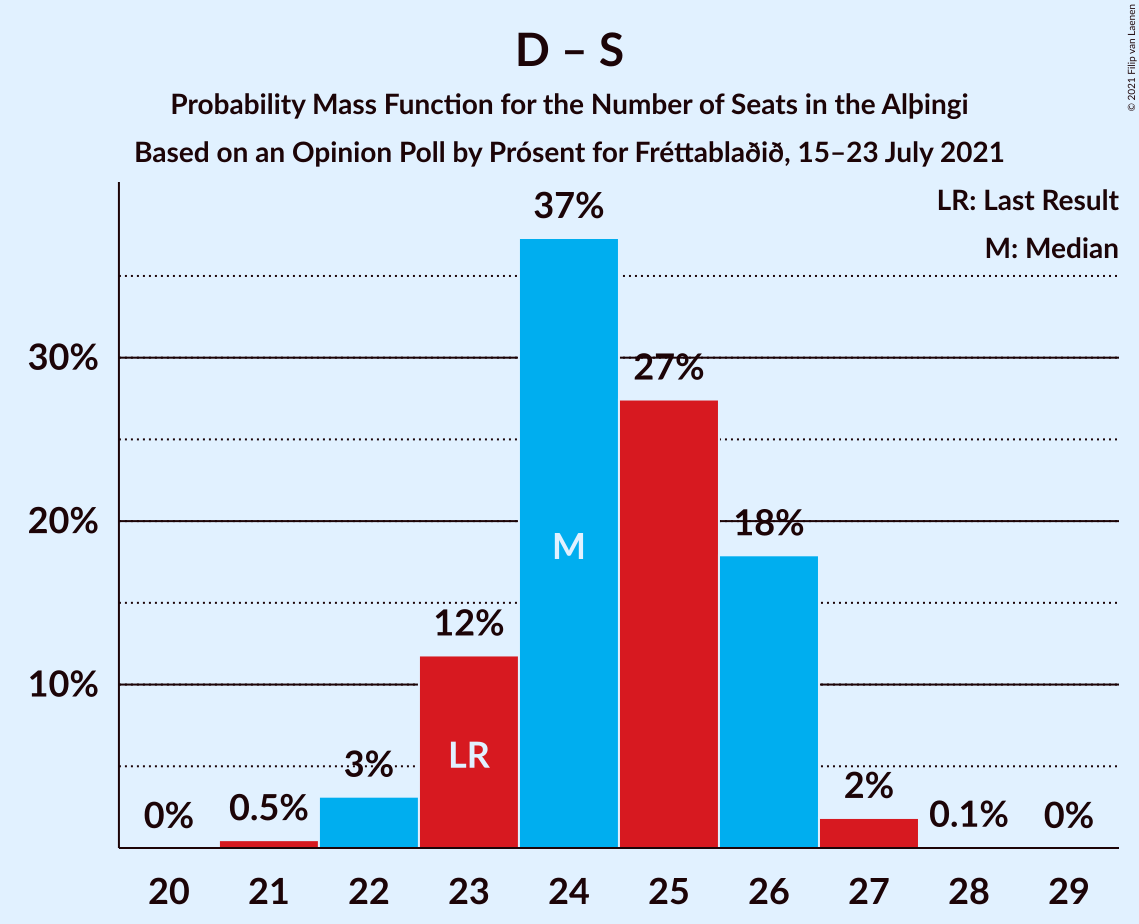 D – S
Probability Mass Function for the Number of Seats in the Alþingi
Based on an Opinion Poll by Prósent for Fréttablaðið, 15–23 July 2021
© 2021 Filip van Laenen
LR: Last Result
M: Median
37%
30%
27%
20%
18%
M
12%
10%
LR
3%
2%
0%
0.5%
0.1%
0%
20 21 22 23 24 25 26 27 28 29